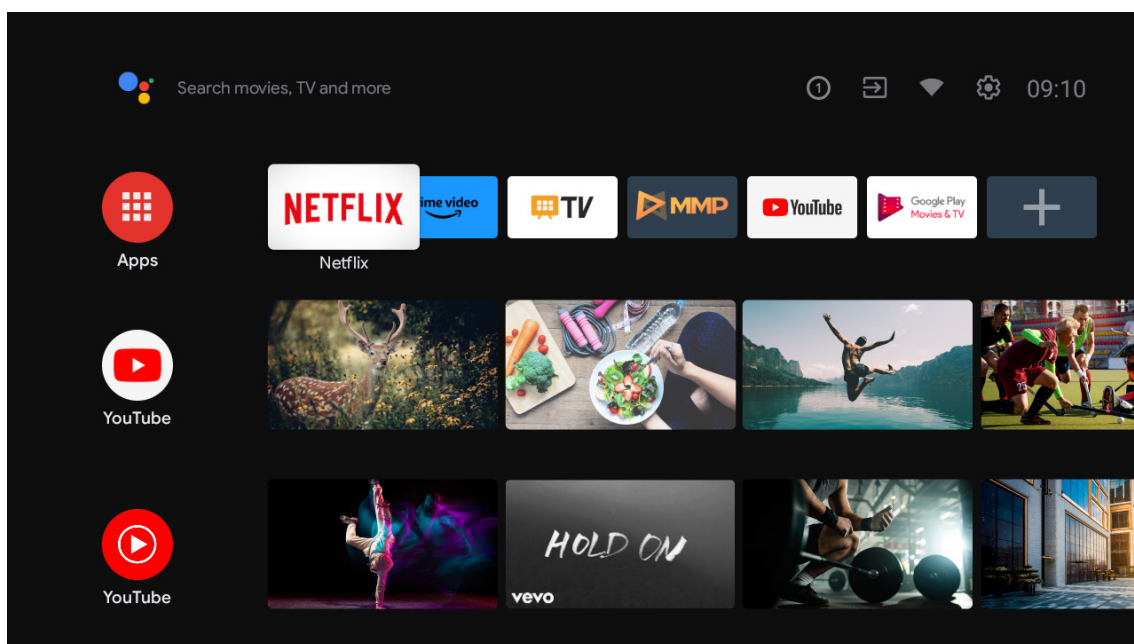 Search movies, TV and more
1
09:10
NETFLIX
ime video
TV
MMP
YouTube
Google Play
Movies & TV
Apps
Netflix
YouTube
HOLD ON
vevo
YouTube